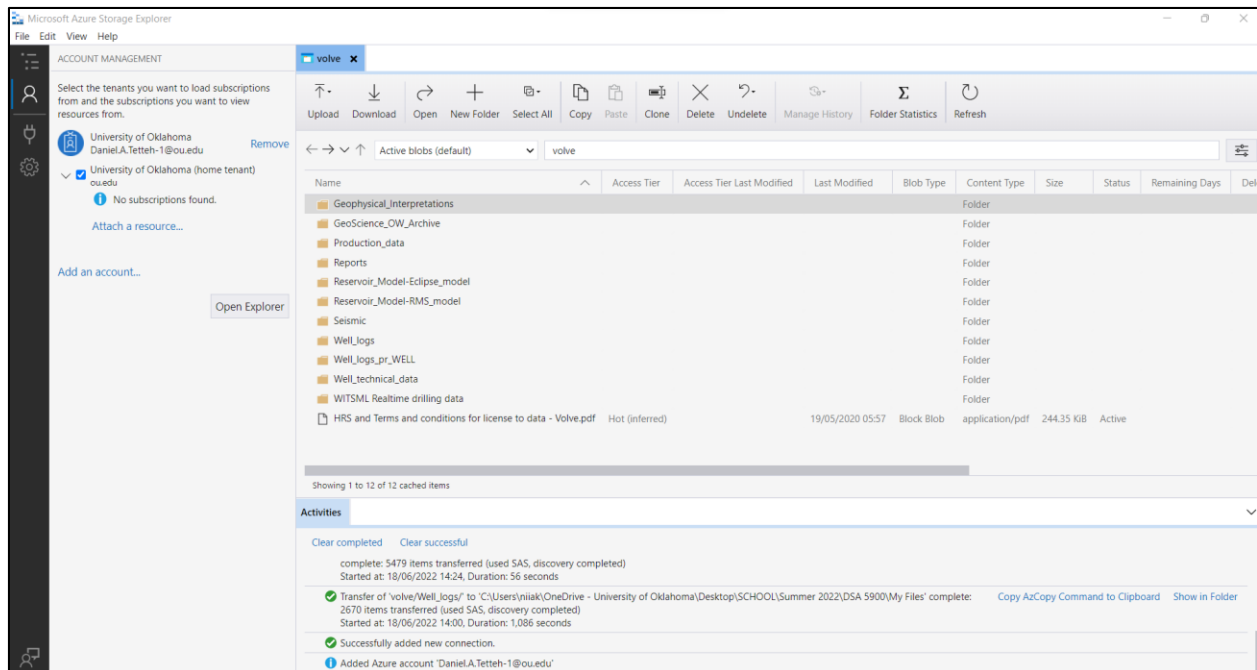 Microsoft Azure Storage Explorer
File Edit View Help
ACCOUNT MANAGEMENT
Select the tenants you want to load subscriptions
from and the subscriptions you want to view
resources from.
University of Oklahoma
Daniel.A.Tetteh-1@ou.edu
Remove
University of Oklahoma (home tenant)
ou.edu
No subscriptions found.
Attach a resource...
Add an account...
Open Explorer
volve
Upload Download Open New Folder Select All Copy Paste Clone Delete Undelete Manage History Folder Statistics Refresh
Active blobs (default) volve
Name Access Tier Access Tier Last Modified Last Modified Blob Type Content Type Size Status Remaining Days Del
Geophysical_Interpretations Folder
GeoScience_OW_Archive Folder
Production_data Folder
Reports Folder
Reservoir_Model-Eclipse_model Folder
Reservoir_Model-RMS_model Folder
Seismic Folder
Well_logs Folder
Well_logs_pr_WELL Folder
Well_technical_data Folder
WITSML Realtime drilling data Folder
HRS and Terms and conditions for license to data - Volve.pdf Hot (inferred) 19/05/2020 05:57 Block Blob application/pdf 244.35 KiB Active
Showing 1 to 12 of 12 cached items
Activities
Clear completed Clear successful
complete: 5479 items transferred (used SAS, discovery completed)
Started at: 18/06/2022 14:24, Duration: 56 seconds
Transfer of 'volve/Well_logs/' to 'C:\Users\niiak\OneDrive - University of Oklahoma\Desktop\SCHOOL\Summer 2022\DSA 5900\My Files' complete: Copy AzCopy Command to Clipboard Show in Folder
2670 items transferred (used SAS, discovery completed)
Started at: 18/06/2022 14:00, Duration: 1,086 seconds
Successfully added new connection.
Added Azure account 'Daniel.A.Tetteh-1@ou.edu'